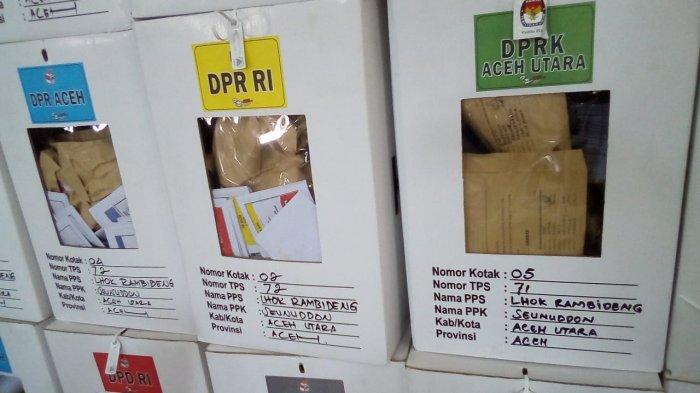 DPR ACEH
Nomor Kotak : 04
Nomor TPS : 72
Nama PPS : LHOK RAMBIDENG
Nama PPK : SEUNUDDON
Kab/Kota : ACEH UTARA
Provinsi : ACEH
DPR RI
Nomor Kotak : 02
Nomor TPS : 72
Nama PPS : LHOK RAMBIDENG
Nama PPK : SEUNUDDON
Kab/Kota : ACEH UTARA
Provinsi : ACEH
DPRK
ACEH UTARA
Nomor Kotak : 05
Nomor TPS : 71
Nama PPS : LHOK RAMBIDENG
Nama PPK : SEUNUDDON
Kab/Kota : ACEH UTARA
Provinsi : ACEH
DPD RI